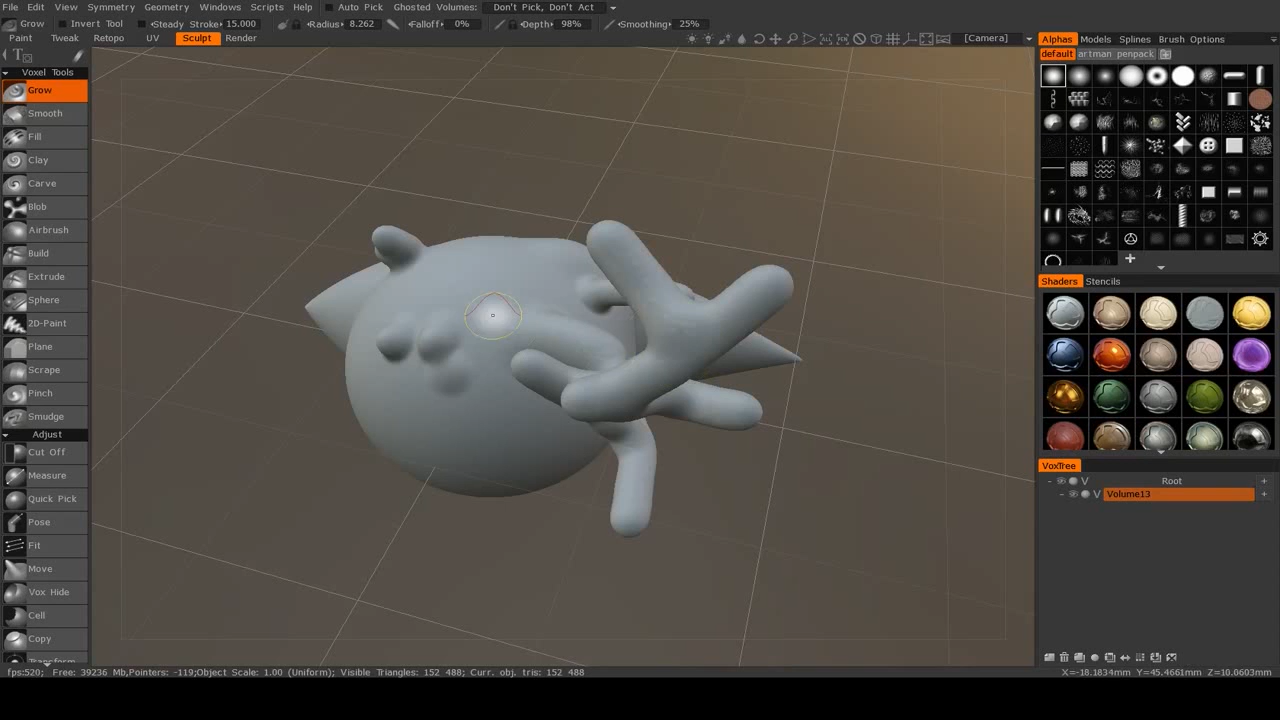 File Edit View Symmetry Geometry Windows Scripts Help Auto Pick Ghosted Volumes: Don't Pick, Don't Act
Grow Invert Tool Steady Stroke 15.000 Radius 8.262 Falloff 0% Depth 98% Smoothing 25%
Paint Tweak Retopo UV Sculpt Render [Camera]
Voxel Tools
Grow
Smooth
Fill
Clay
Carve
Blob
Airbrush
Build
Extrude
Sphere
2D-Paint
Plane
Scrape
Pinch
Smudge
Adjust
Cut Off
Measure
Quick Pick
Pose
Fit
Move
Vox Hide
Cell
Copy
Transform
Alphas Models Splines Brush Options
default artman penpack
Shaders Stencils
VoxTree
V Root +
V Volume13 +
fps:520; Free: 39236 Mb,Pointers: -119;Object Scale: 1.00 (Uniform); Visible Triangles: 152 488; Curr. obj. tris: 152 488 X=-18.1834mm Y=45.4661mm Z=10.0603mm